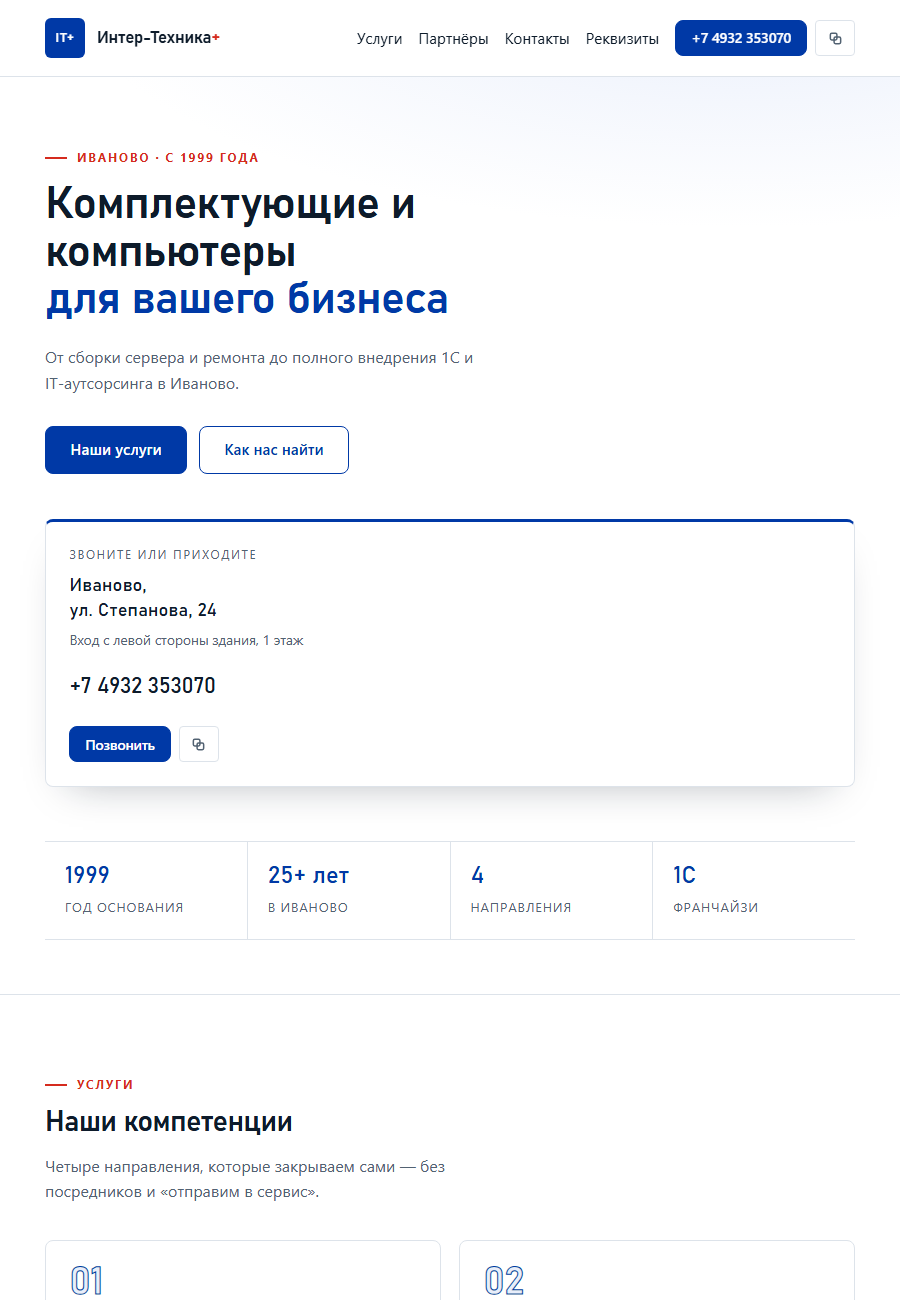 IT+
Интер-Техника+
Услуги
Партнёры
Контакты
Реквизиты
+7 4932 353070
ИВАНОВО · С 1999 ГОДА
Комплектующие и
компьютеры
для вашего бизнеса
От сборки сервера и ремонта до полного внедрения 1С и
IT-аутсорсинга в Иваново.
Наши услуги
Как нас найти
ЗВОНИТЕ ИЛИ ПРИХОДИТЕ
Иваново,
ул. Степанова, 24
Вход с левой стороны здания, 1 этаж
+7 4932 353070
Позвонить
1999
ГОД ОСНОВАНИЯ
25+ лет
В ИВАНОВО
4
НАПРАВЛЕНИЯ
1С
ФРАНЧАЙЗИ
УСЛУГИ
Наши компетенции
Четыре направления, которые закрываем сами — без
посредников и «отправим в сервис».
01
02